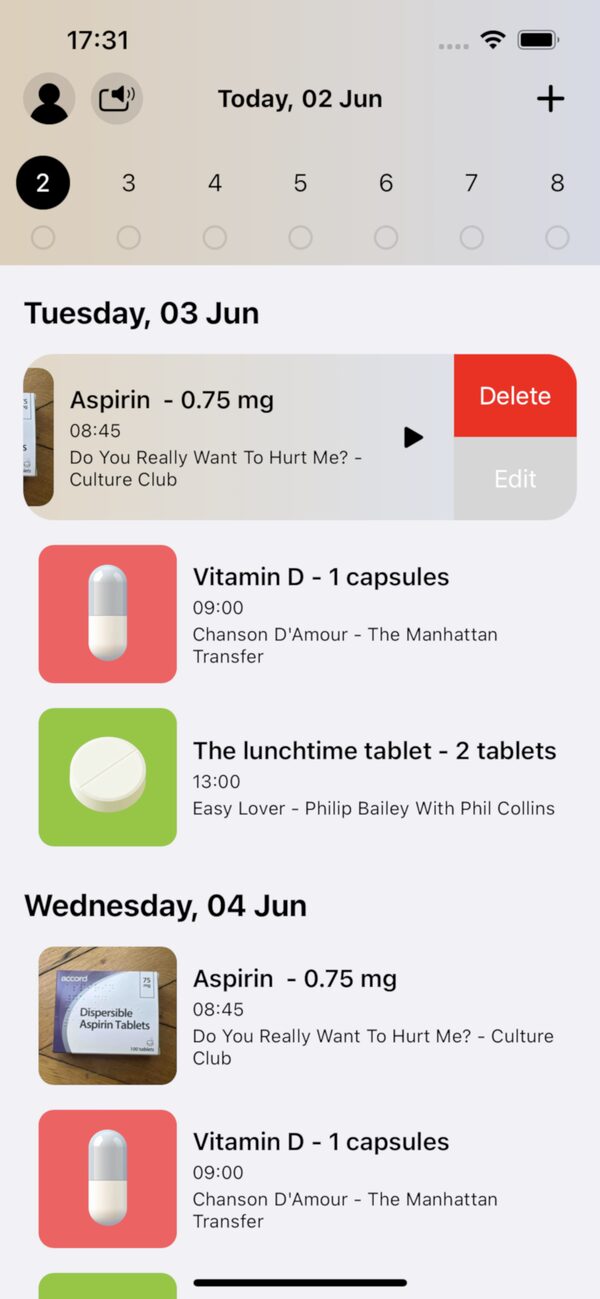 17:31
Today, 02 Jun
2 3 4 5 6 7 8
Tuesday, 03 Jun
Aspirin - 0.75 mg
08:45
Do You Really Want To Hurt Me? -
Culture Club
Delete
Edit
Vitamin D - 1 capsules
09:00
Chanson D'Amour - The Manhattan
Transfer
The lunchtime tablet - 2 tablets
13:00
Easy Lover - Philip Bailey With Phil Collins
Wednesday, 04 Jun
accord
75
mg
Dispersible
Aspirin Tablets
100 tablets
Aspirin - 0.75 mg
08:45
Do You Really Want To Hurt Me? - Culture
Club
Vitamin D - 1 capsules
09:00
Chanson D'Amour - The Manhattan
Transfer